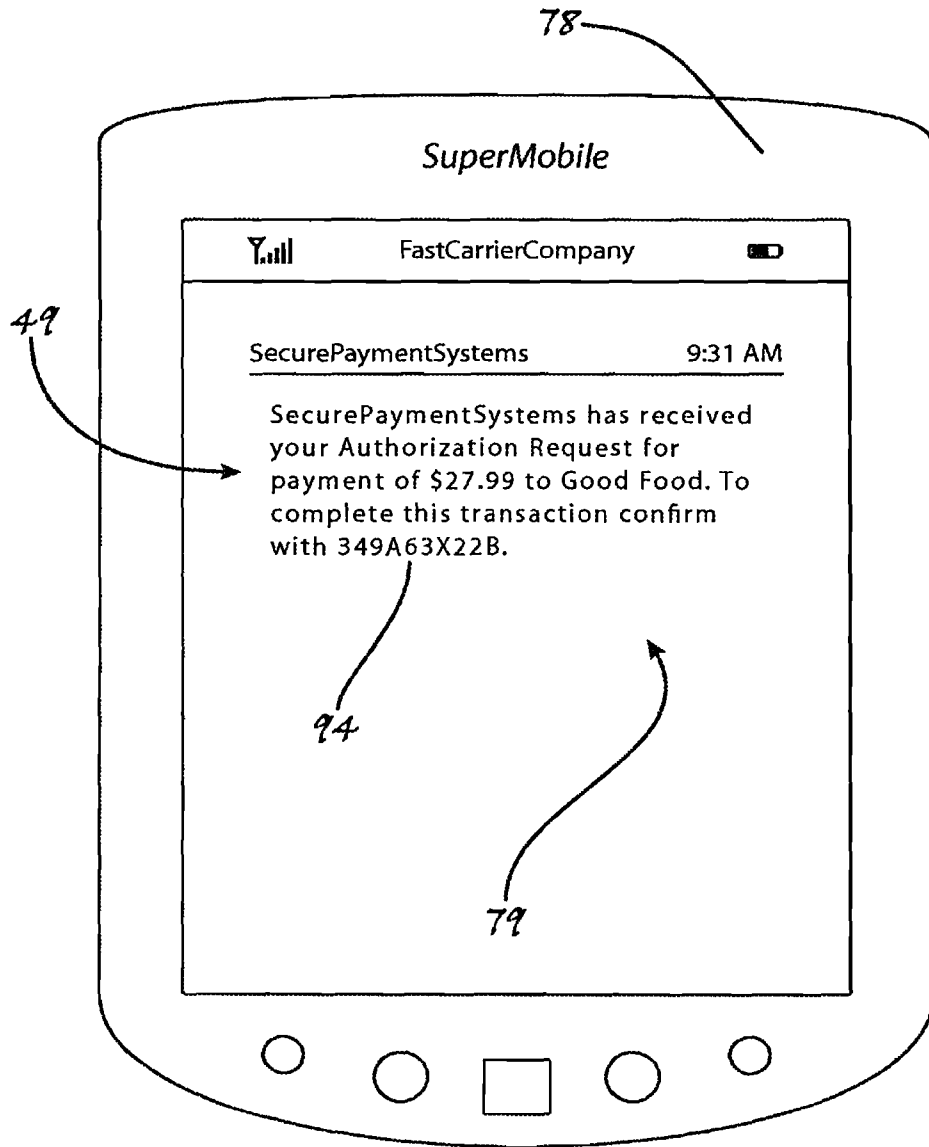 78
SuperMobile
FastCarrierCompany
49
SecurePaymentSystems 9:31 AM
SecurePaymentSystems has received
your Authorization Request for
payment of $27.99 to Good Food. To
complete this transaction confirm
with 349A63X22B.
94
79